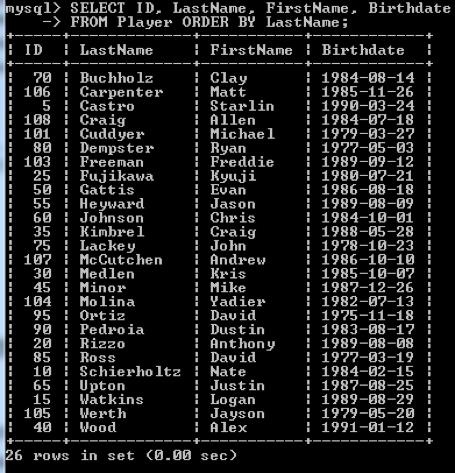 mysql> SELECT ID, LastName, FirstName, Birthdate
    -> FROM Player ORDER BY LastName;
+-----+-------------+-----------+------------+
| ID  | LastName    | FirstName | Birthdate  |
+-----+-------------+-----------+------------+
|  70 | Buchholz    | Clay      | 1984-08-14 |
| 106 | Carpenter   | Matt      | 1985-11-26 |
|   5 | Castro      | Starlin   | 1990-03-24 |
| 108 | Craig       | Allen     | 1984-07-18 |
| 101 | Cuddyer     | Michael   | 1979-03-27 |
|  80 | Dempster    | Ryan      | 1977-05-03 |
| 103 | Freeman     | Freddie   | 1989-09-12 |
|  25 | Fujikawa    | Kyuji     | 1980-07-21 |
|  50 | Gattis      | Evan      | 1986-08-18 |
|  55 | Heyward     | Jason     | 1989-08-09 |
|  60 | Johnson     | Chris     | 1984-10-01 |
|  35 | Kimbrel     | Craig     | 1988-05-28 |
|  75 | Lackey      | John      | 1978-10-23 |
| 107 | McCutchen   | Andrew    | 1986-10-10 |
|  30 | Medlen      | Kris      | 1985-10-07 |
|  45 | Minor       | Mike      | 1987-12-26 |
| 104 | Molina      | Yadier    | 1982-07-13 |
|  95 | Ortiz       | David     | 1975-11-18 |
|  90 | Pedroia     | Dustin    | 1983-08-17 |
|  20 | Rizzo       | Anthony   | 1989-08-08 |
|  85 | Ross        | David     | 1977-03-19 |
|  10 | Schierholtz | Nate      | 1984-02-15 |
|  65 | Upton       | Justin    | 1987-08-25 |
|  15 | Watkins     | Logan     | 1989-08-29 |
| 105 | Werth       | Jayson    | 1979-05-20 |
|  40 | Wood        | Alex      | 1991-01-12 |
+-----+-------------+-----------+------------+
26 rows in set (0.00 sec)